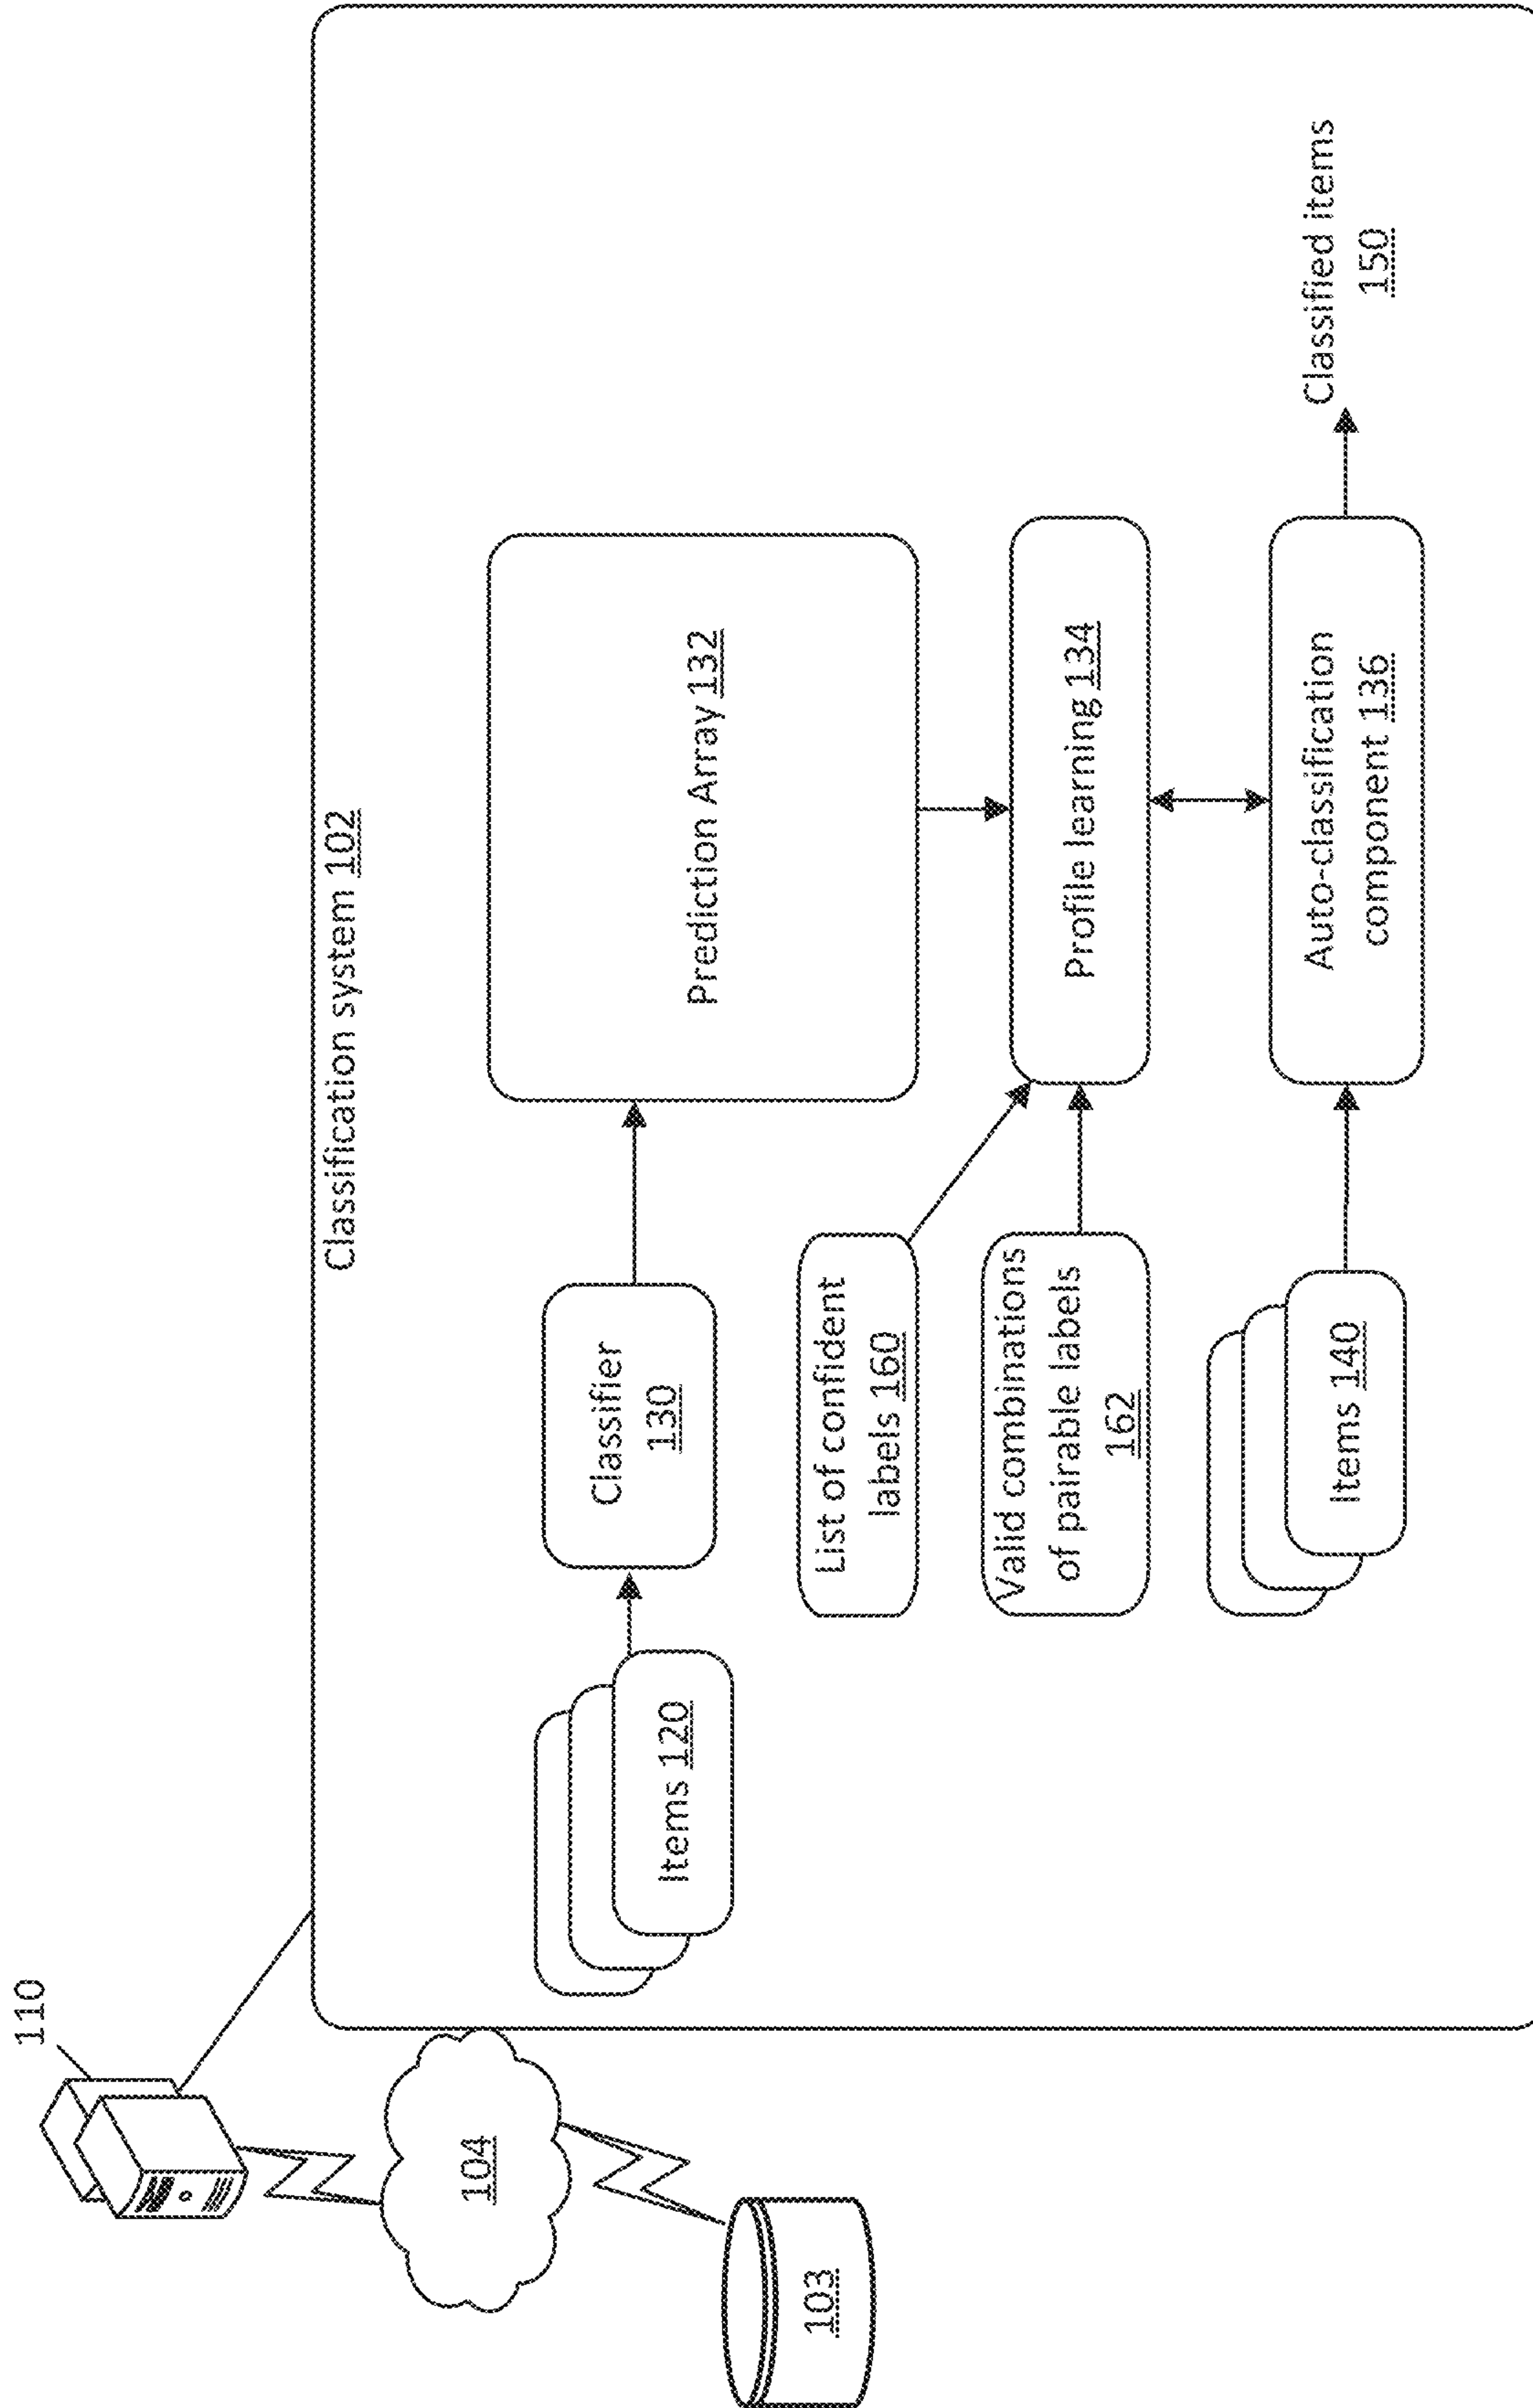 110
Classification system 102
104
103
Items 120
Classifier
130
Prediction Array 132
List of confident
labels 160
Valid combinations
of pairable labels
162
Profile learning 134
Items 140
Auto-classification
component 136
Classified items
150